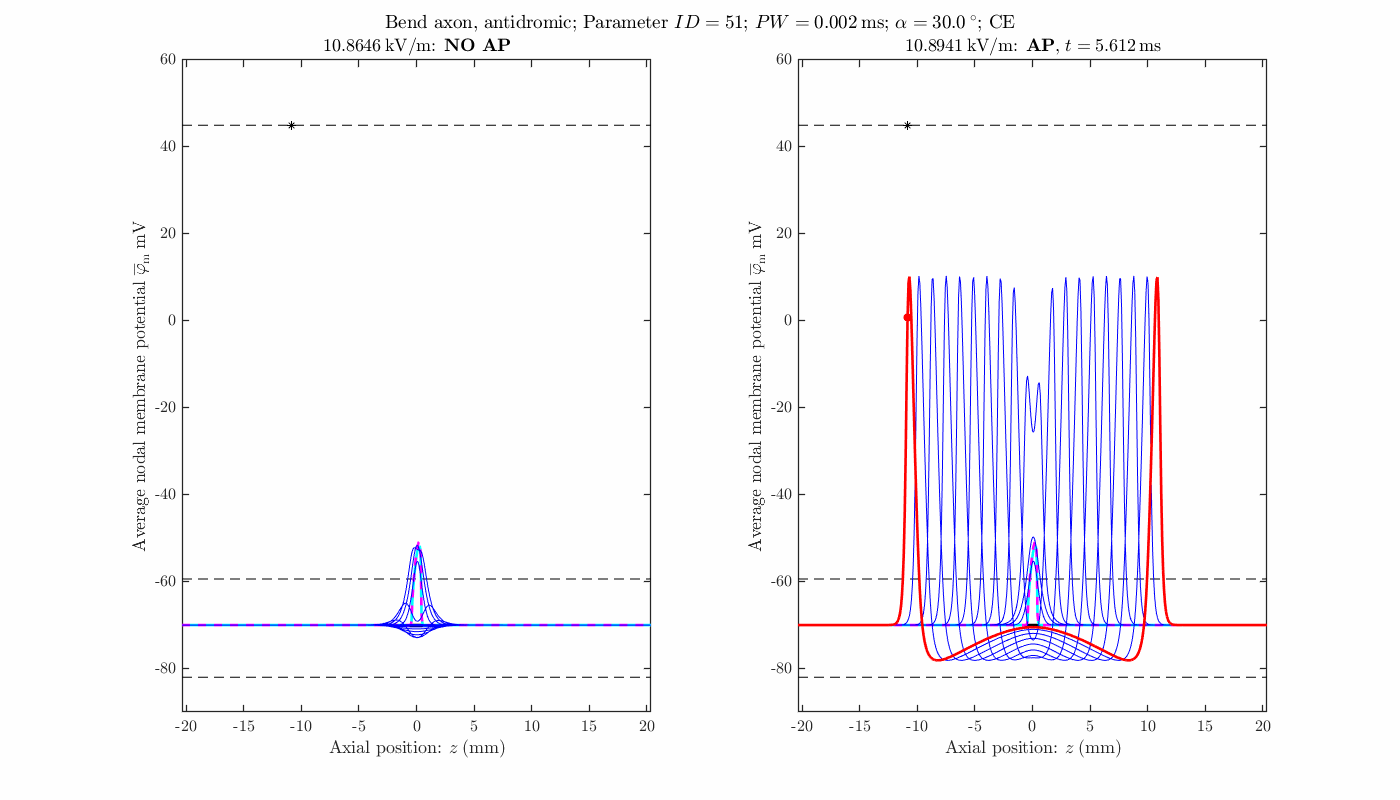 Bend axon, antidromic; Parameter ID = 51; PW = 0.002 ms; α = 30.0 °; CE
10.8646 kV/m: NO AP
10.8941 kV/m: AP, t = 5.612 ms
60
40
20
0
-20
-40
-60
-80
Average nodal membrane potential φ̅m mV
-20 -15 -10 -5 0 5 10 15 20
Axial position: z (mm)
60
40
20
0
-20
-40
-60
-80
Average nodal membrane potential φ̅m mV
-20 -15 -10 -5 0 5 10 15 20
Axial position: z (mm)